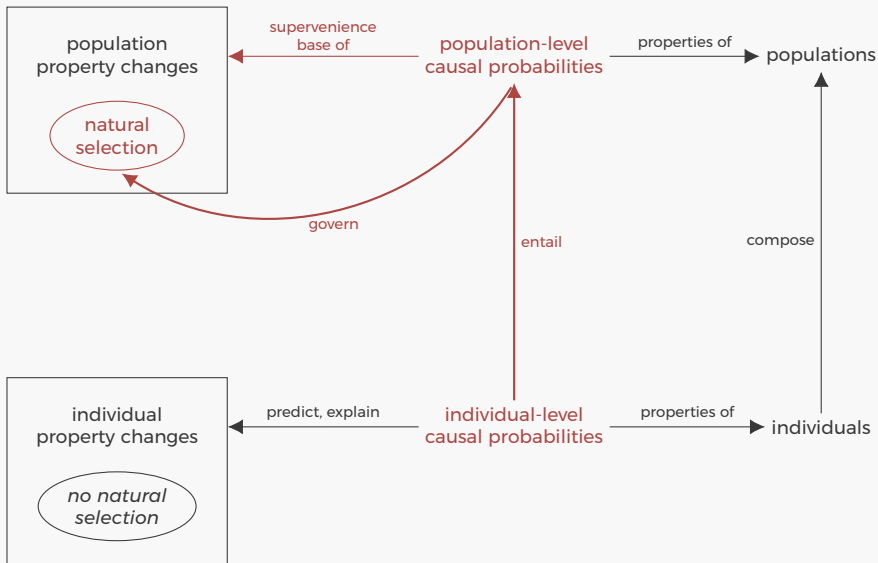 population
property changes
supervenience
base of
population-level
causal probabilities
properties of
populations
natural
selection
govern
entail
compose
individual
property changes
predict, explain
individual-level
causal probabilities
properties of
individuals
no natural
selection